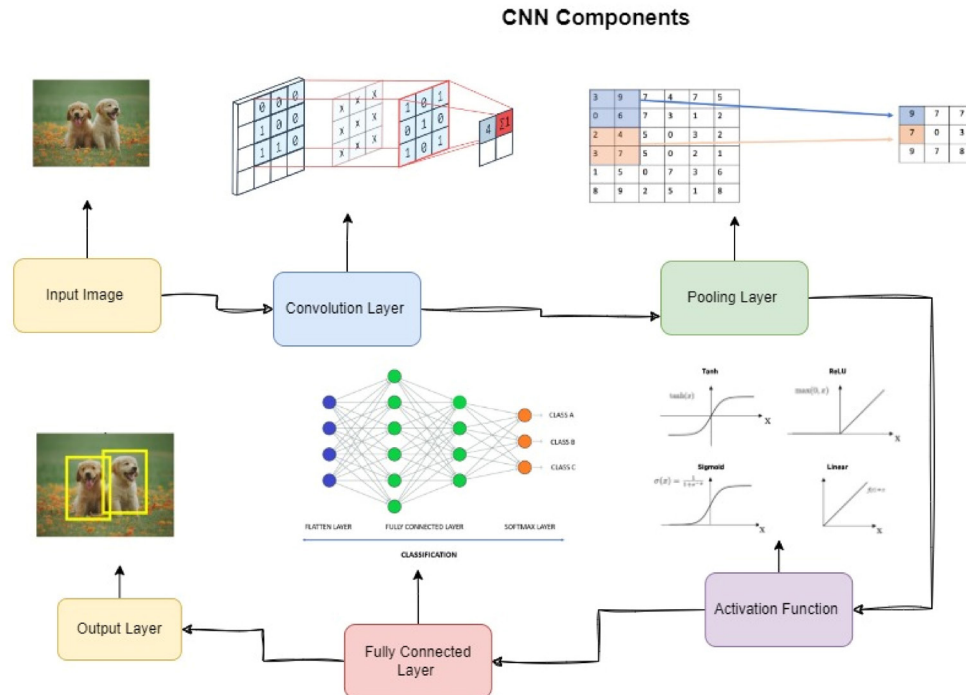 CNN Components
0 0 0
1 0 0
1 1 0
x x x
x x x
x x x
1 0 1
0 1 0
1 0 1
4
3 9 7 4 7 5
0 6 7 3 1 2
2 4 5 0 3 2
3 7 5 0 2 1
1 5 0 7 3 6
8 9 2 5 1 8
9 7 7
7 0 3
9 7 8
Input Image
Convolution Layer
Pooling Layer
CLASS A
CLASS B
CLASS C
FLATTEN LAYER FULLY CONNECTED LAYER SOFTMAX LAYER
CLASSIFICATION
Tanh
tanh(x)
X
ReLU
max(0, x)
X
Sigmoid
X
Linear
X
Output Layer
Fully Connected
Layer
Activation Function